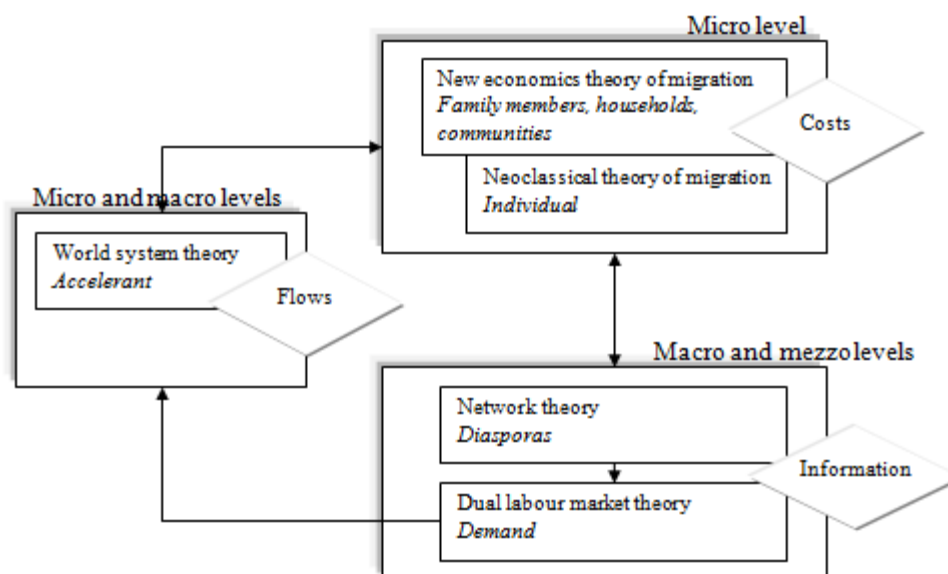 Micro level
New economics theory of migration
Family members, households,
communities
Costs
Neoclassical theory of migration
Individual
Micro and macro levels
World system theory
Accelerant
Flows
Macro and mezzo levels
Network theory
Diasporas
Information
Dual labour market theory
Demand